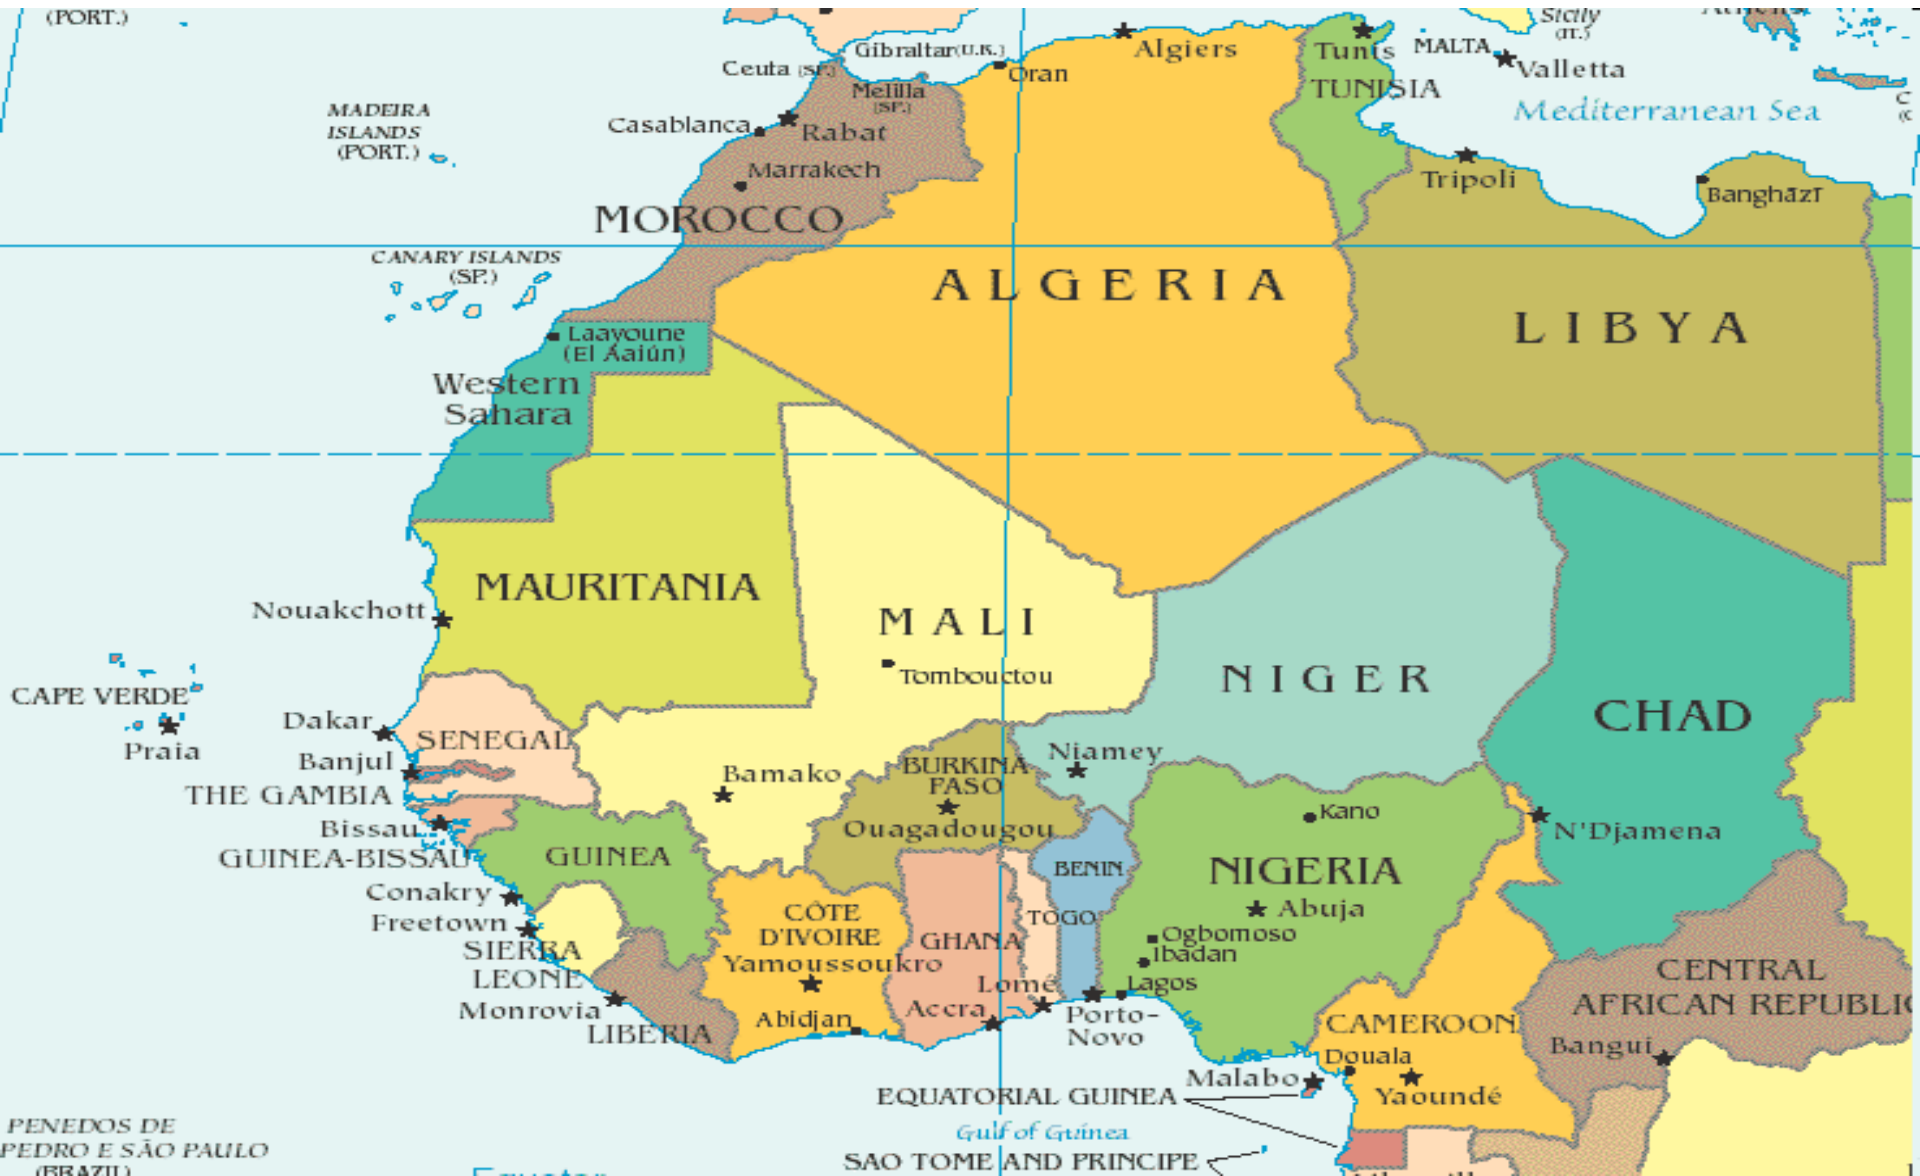 (PORT.)
Sicily
(IT.)
Gibraltar(U.K.)
Algiers
Tunis
MALTA
Valletta
Ceuta (SP.)
Oran
TUNISIA
Melilla
(SP.)
MADEIRA
ISLANDS
(PORT.)
Mediterranean Sea
Casablanca
Rabat
Marrakech
Tripoli
Banghāzī
MOROCCO
CANARY ISLANDS
(SP.)
ALGERIA
LIBYA
Laayoune
(El Aaiún)
Western
Sahara
MAURITANIA
Nouakchott
MALI
Tombouctou
NIGER
CAPE VERDE
Praia
CHAD
Dakar
SENEGAL
Banjul
THE GAMBIA
Bamako
BURKINA
FASO
Ouagadougou
Niamey
Bissau
GUINEA-BISSAU
GUINEA
Kano
N'Djamena
BENIN
NIGERIA
Abuja
Conakry
Freetown
SIERRA
LEONE
Monrovia
LIBERIA
CÔTE
D'IVOIRE
Yamoussoukro
Abidjan
GHANA
Accra
TOGO
Lomé
Ogbomoso
Ibadan
Lagos
Porto-
Novo
CENTRAL
AFRICAN REPUBLIC
Bangui
CAMEROON
Douala
Yaoundé
Malabo
EQUATORIAL GUINEA
Gulf of Guinea
SAO TOME AND PRINCIPE
PENEDOS DE
PEDRO E SÃO PAULO
(BRAZIL)
Equator